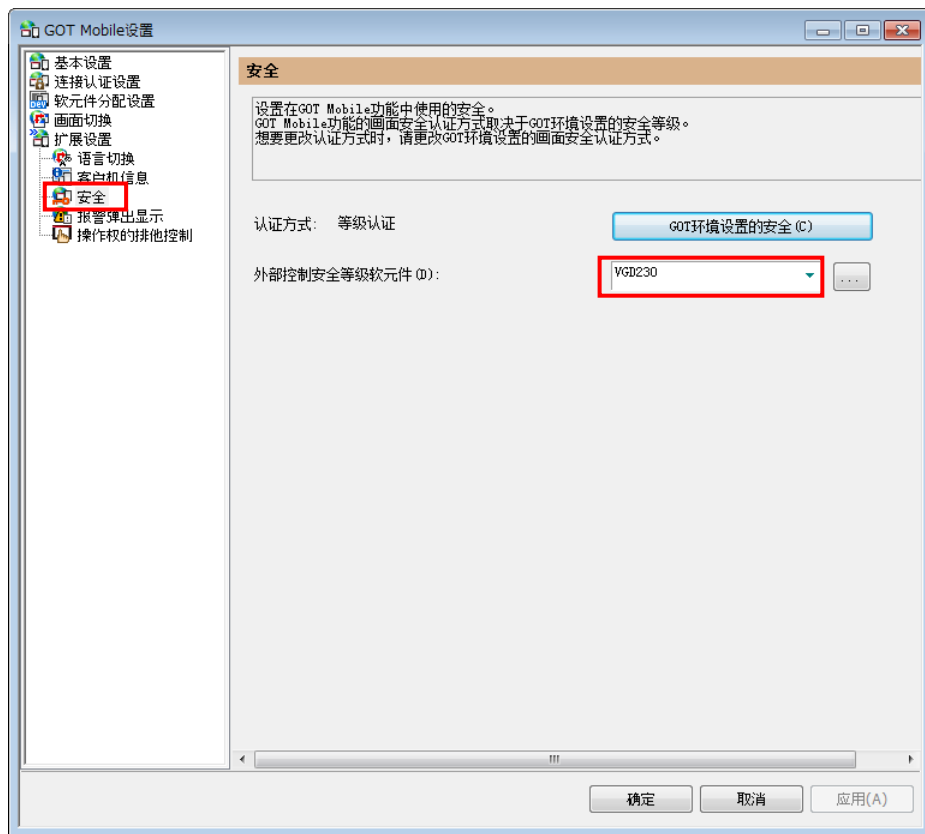 GOT Mobile设置
基本设置
连接认证设置
软元件分配设置
画面切换
扩展设置
语言切换
客户机信息
安全
报警弹出显示
操作权的排他控制
安全
设置在GOT Mobile功能中使用的安全。
GOT Mobile功能的画面安全认证方式取决于GOT环境设置的安全等级。
想要更改认证方式时，请更改GOT环境设置的画面安全认证方式。
认证方式： 等级认证
GOT环境设置的安全(C)
外部控制安全等级软元件(D)：
VGD230
...
确定
取消
应用(A)